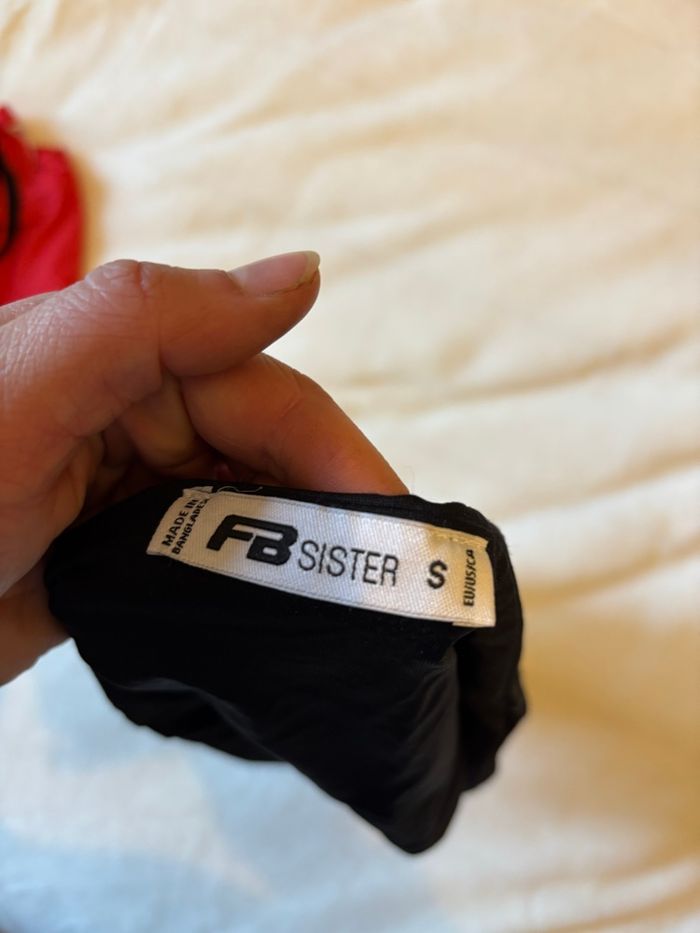 MADE IN
BANGLADESH
FB SISTER S
EU/US/CA